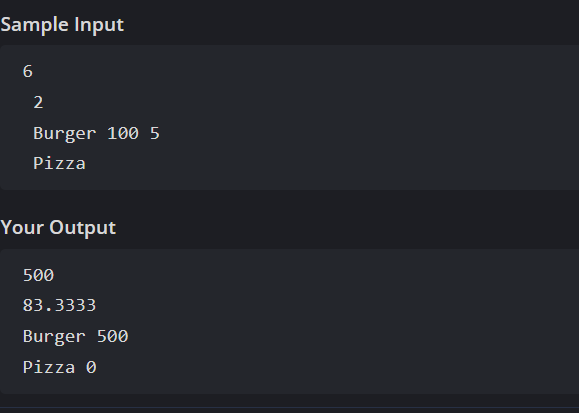 Sample Input
6
2
Burger 100 5
Pizza
Your Output
500
83.3333
Burger 500
Pizza 0